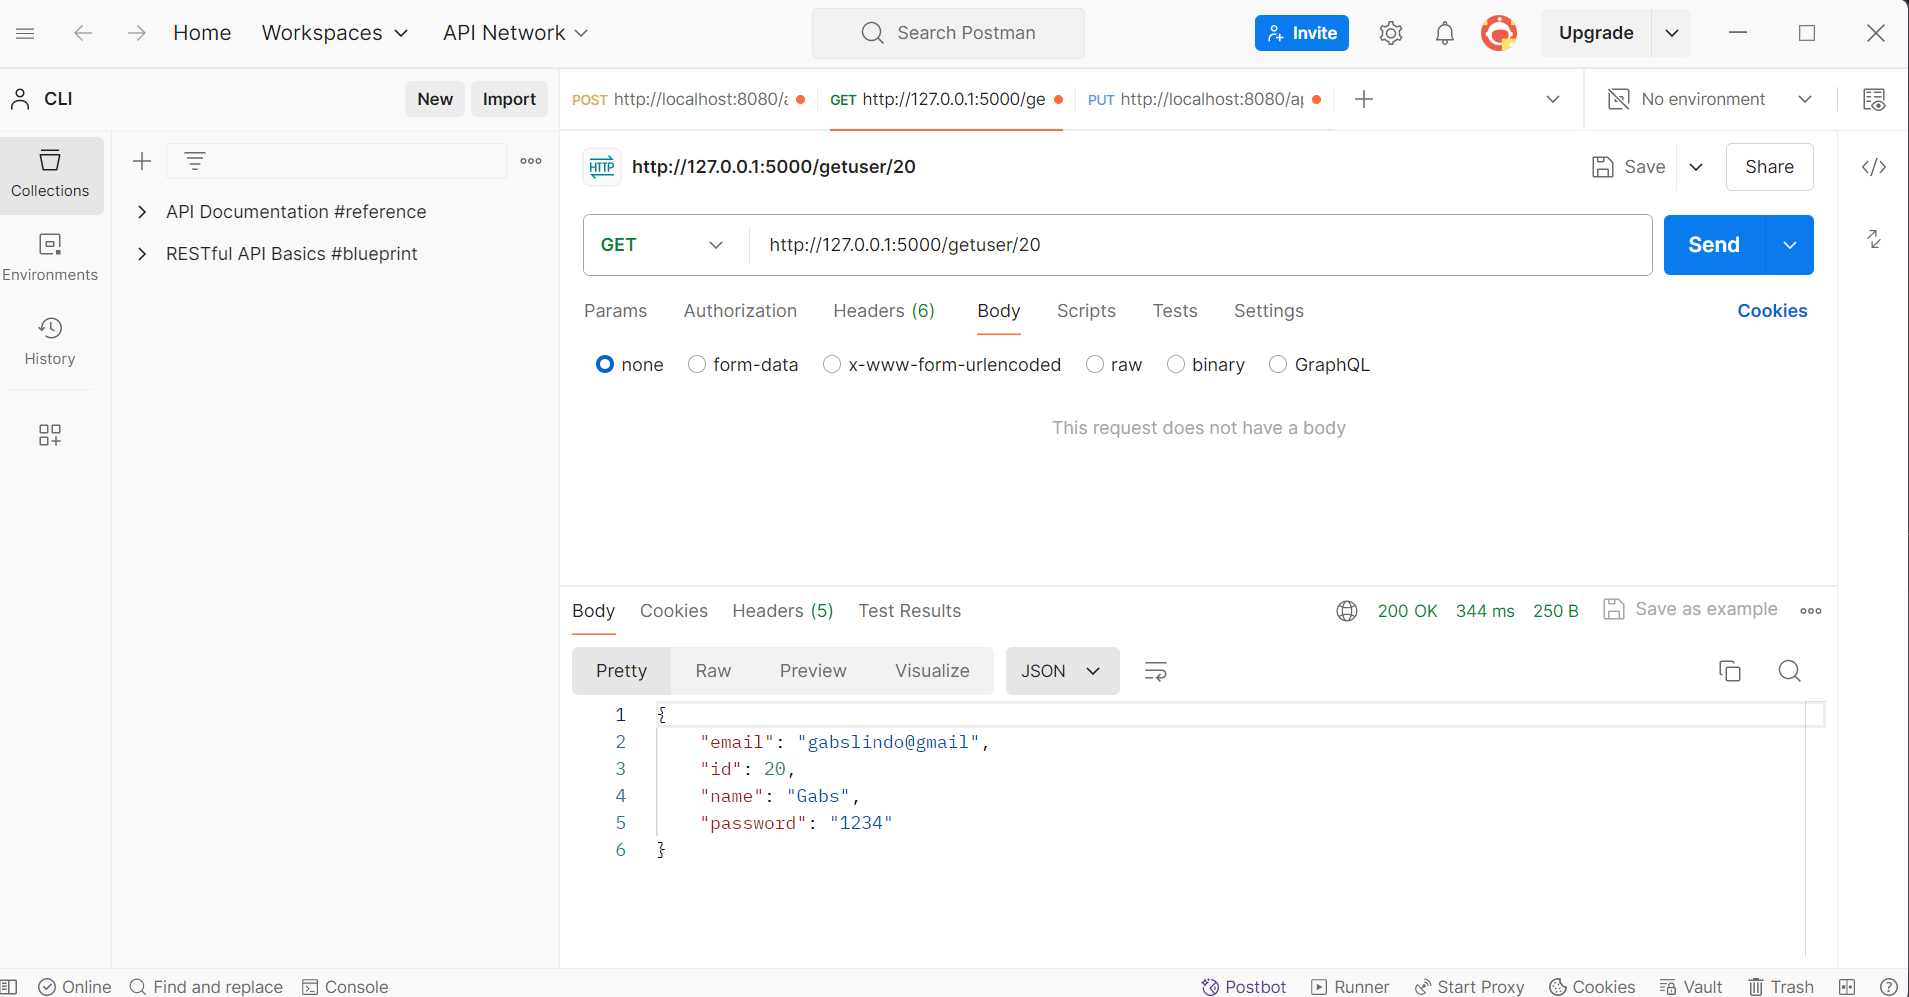 Home Workspaces API Network Search Postman Invite Upgrade
CLI New Import
POST http://localhost:8080/a GET http://127.0.0.1:5000/ge PUT http://localhost:8080/ap No environment
Collections
Environments
History
API Documentation #reference
RESTful API Basics #blueprint
HTTP http://127.0.0.1:5000/getuser/20 Save Share
GET http://127.0.0.1:5000/getuser/20 Send
Params Authorization Headers (6) Body Scripts Tests Settings Cookies
none form-data x-www-form-urlencoded raw binary GraphQL
This request does not have a body
Body Cookies Headers (5) Test Results 200 OK 344 ms 250 B Save as example
Pretty Raw Preview Visualize JSON
1 {
2 "email": "gabslindo@gmail",
3 "id": 20,
4 "name": "Gabs",
5 "password": "1234"
6 }
Online Find and replace Console Postbot Runner Start Proxy Cookies Vault Trash